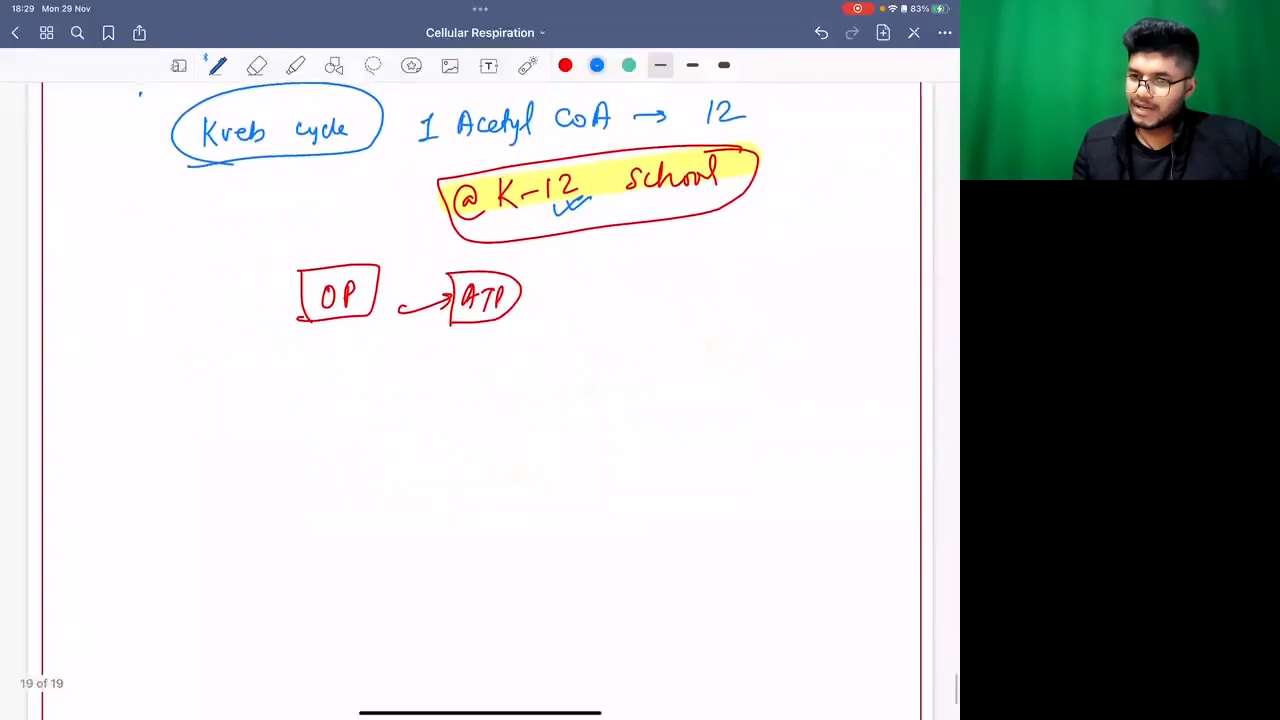 18:29 Mon 29 Nov
83%
Cellular Respiration
Kreb cycle 1 Acetyl CoA → 12
@ K-12 school
OP → ATP
19 of 19